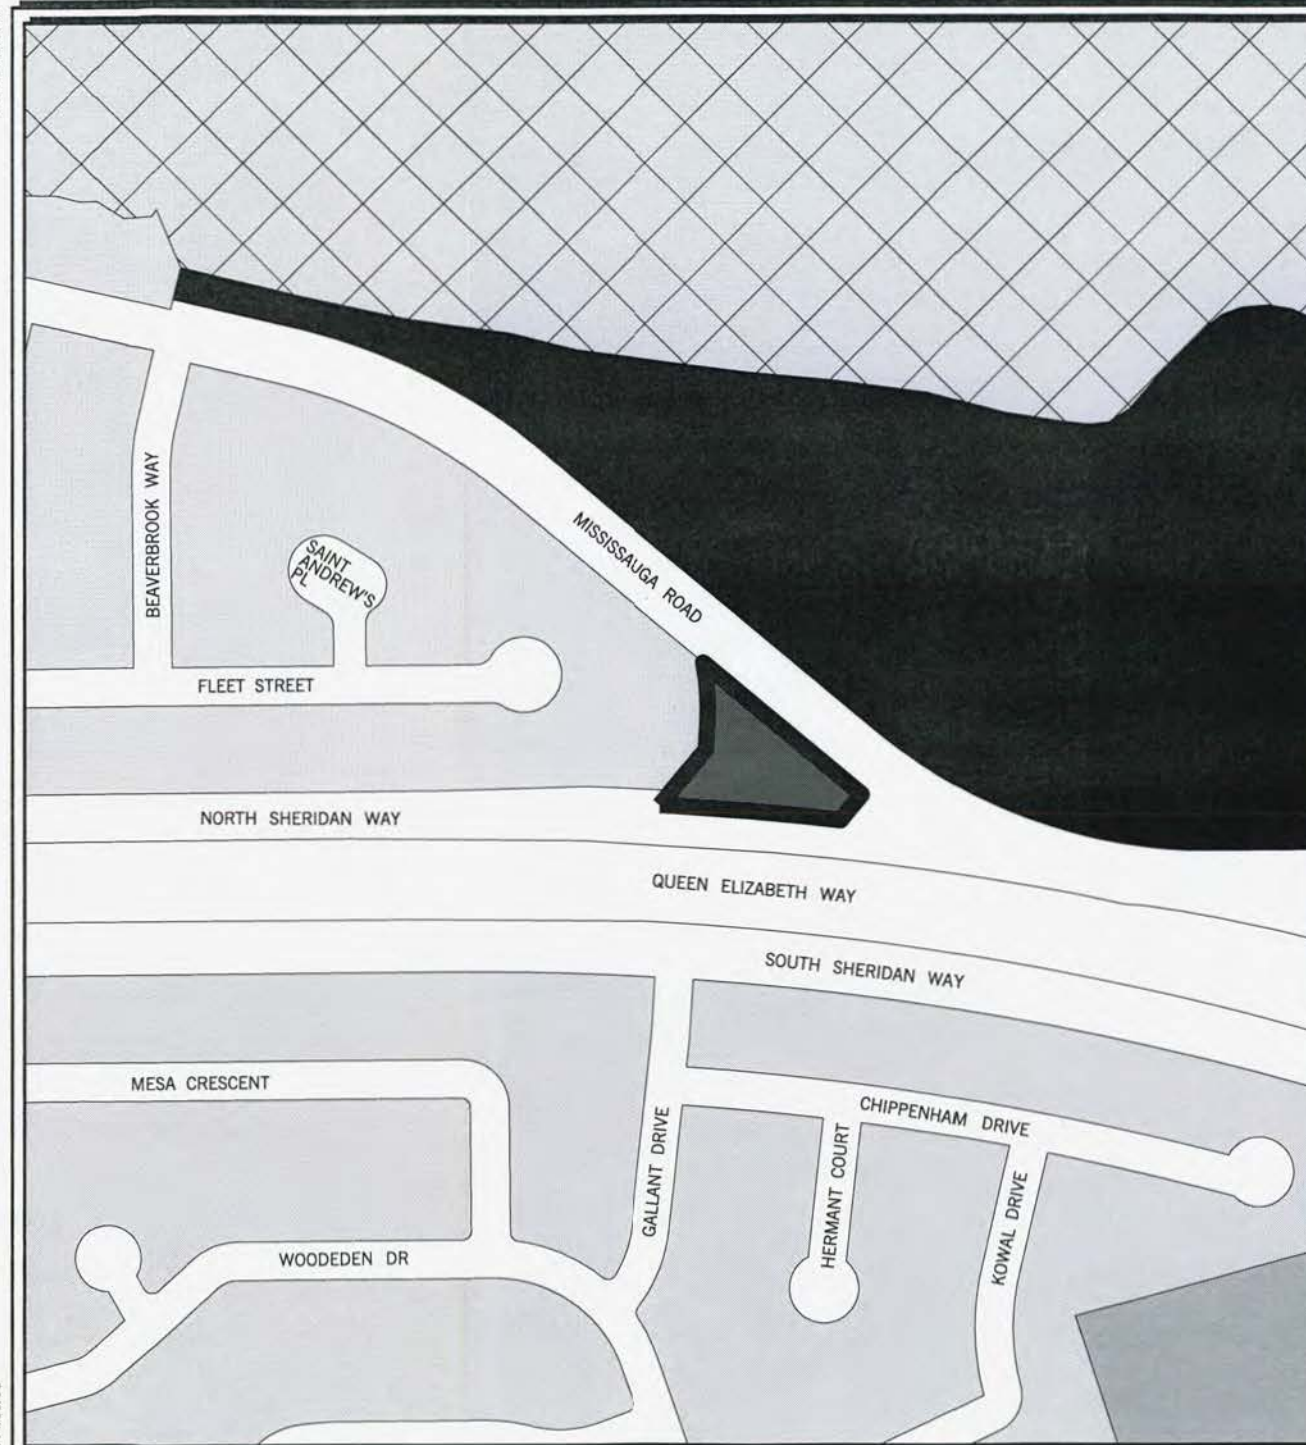 MISSISSAUGA ROAD
BEAVERBROOK WAY
SAINT
ANDREW'S
PL
FLEET STREET
NORTH SHERIDAN WAY
QUEEN ELIZABETH WAY
SOUTH SHERIDAN WAY
MESA CRESCENT
CHIPPENHAM DRIVE
GALLANT DRIVE
HERMANT COURT
KOWAL DRIVE
WOODEDEN DR